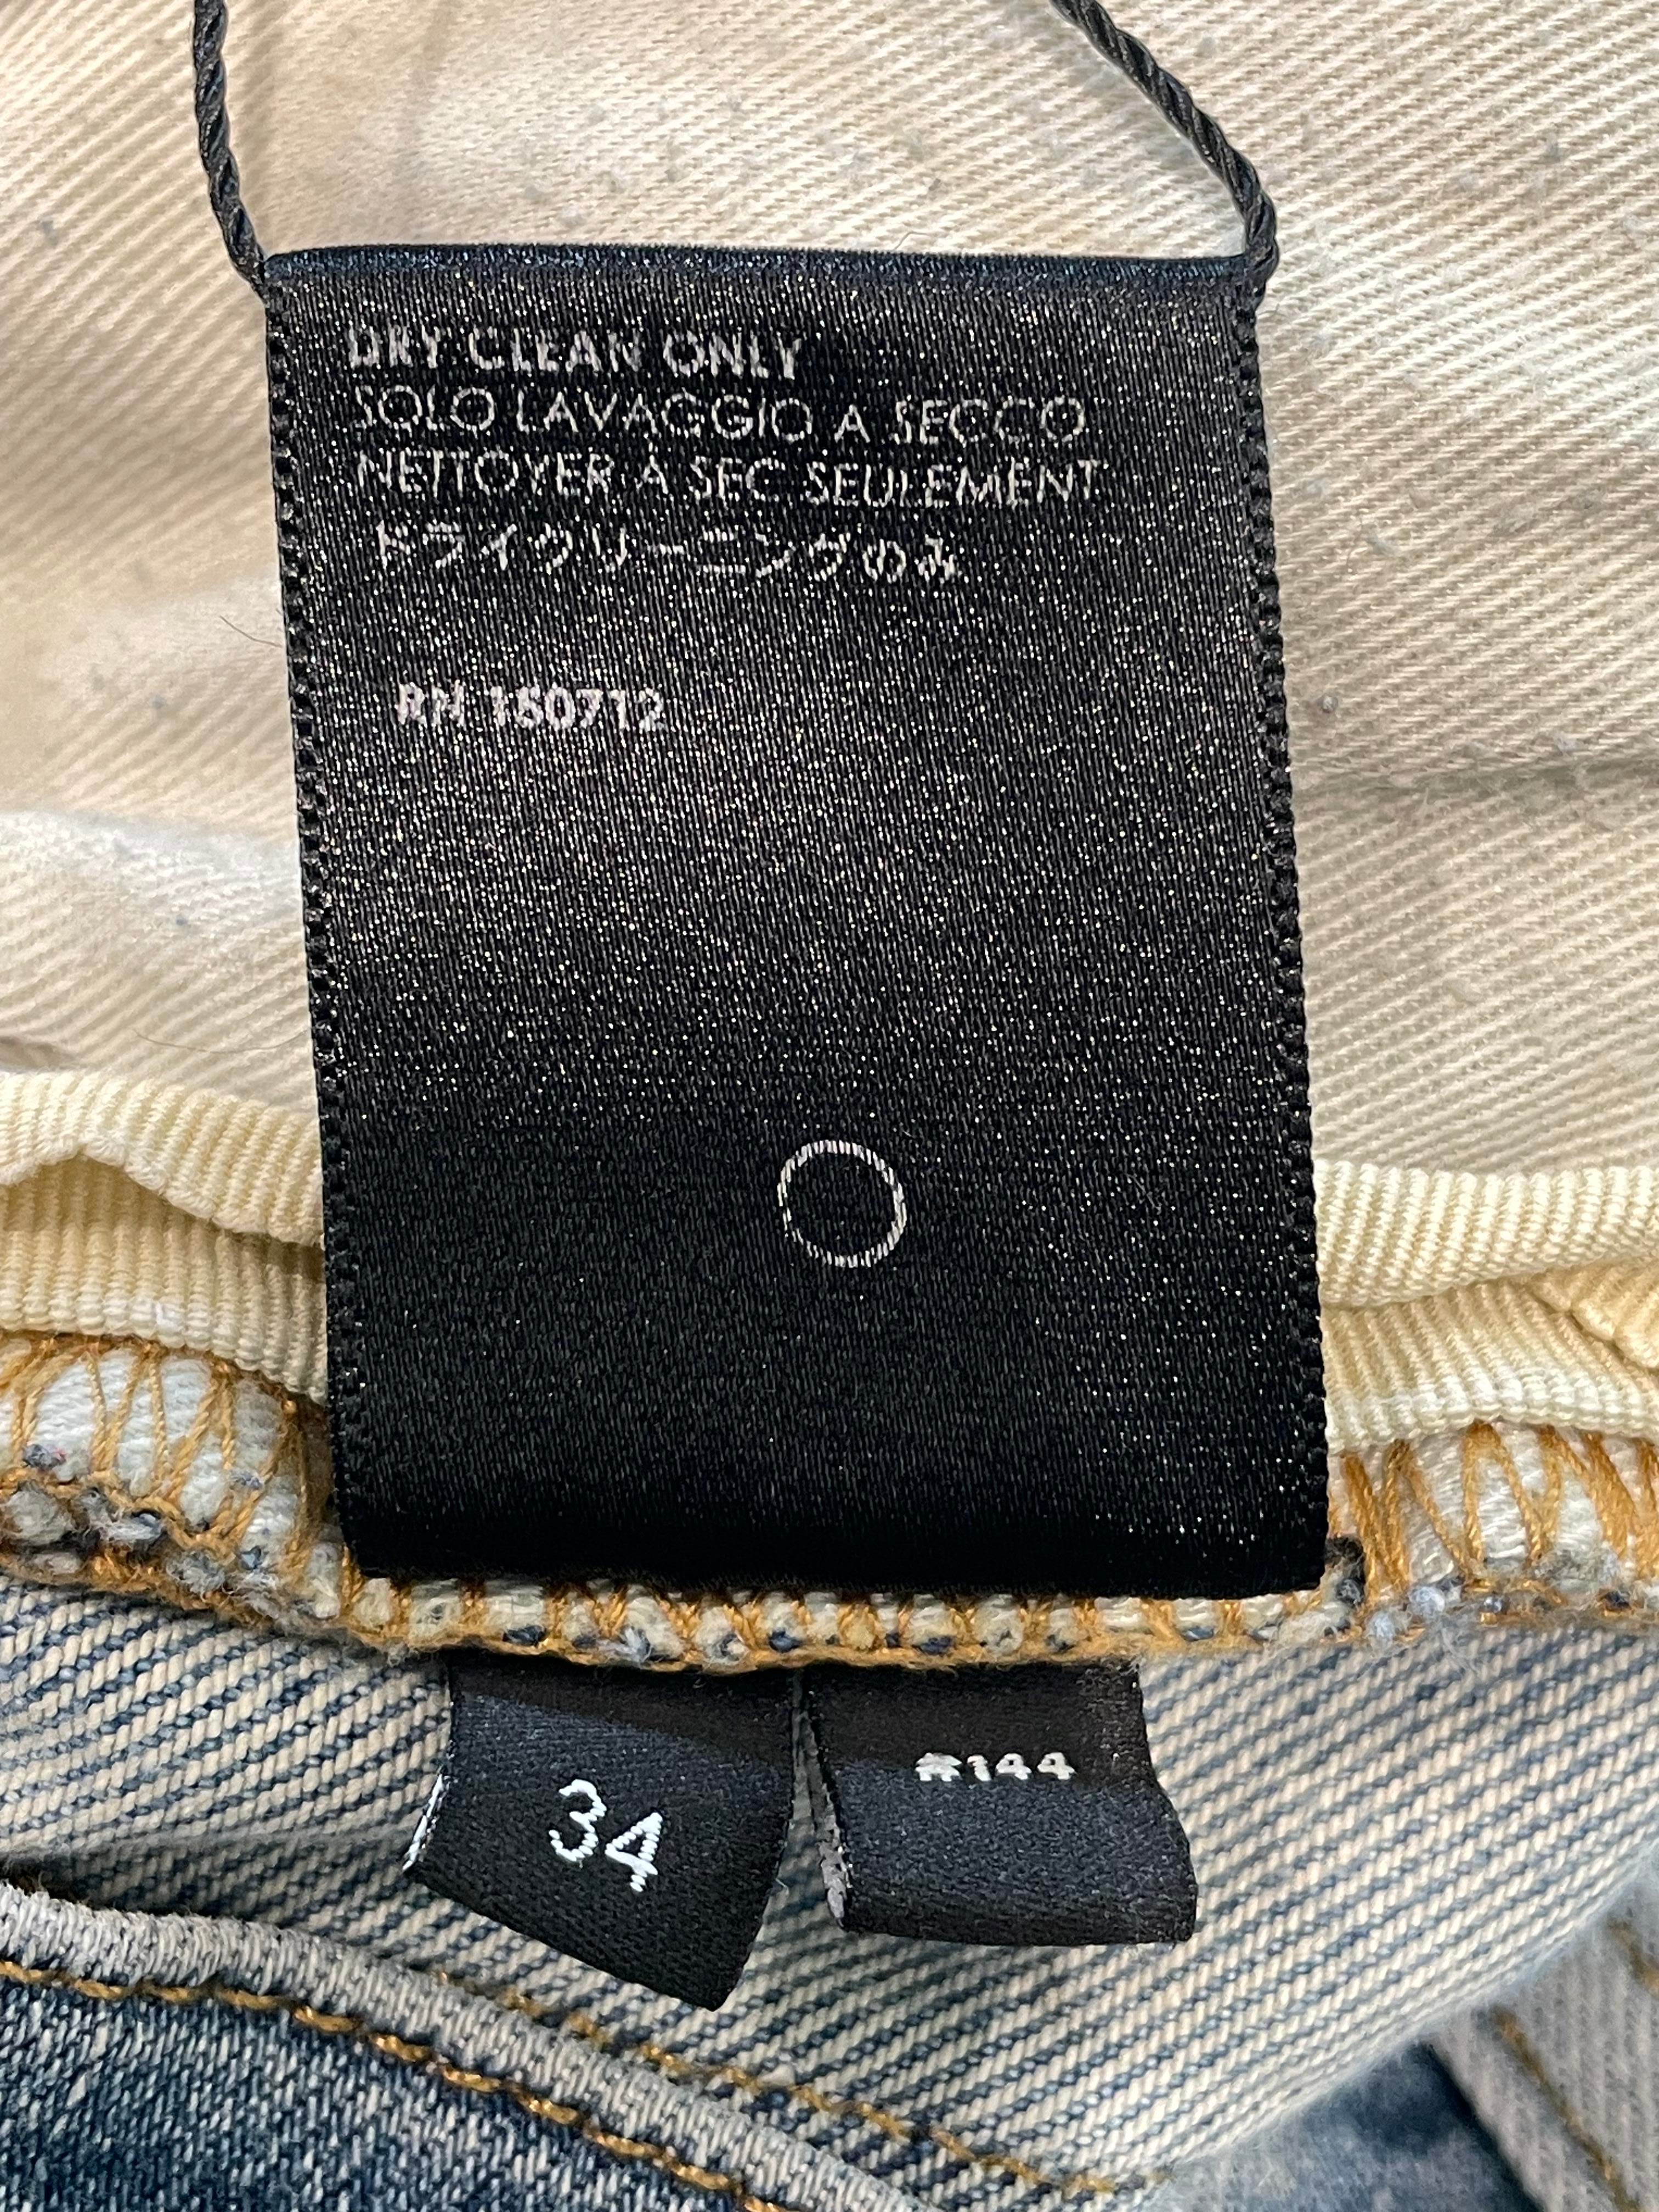 DRY CLEAN ONLY
SOLO LAVAGGIO A SECCO
NETTOYER À SEC SEULEMENT
ドライクリーニングのみ
RN 150712
34
#144